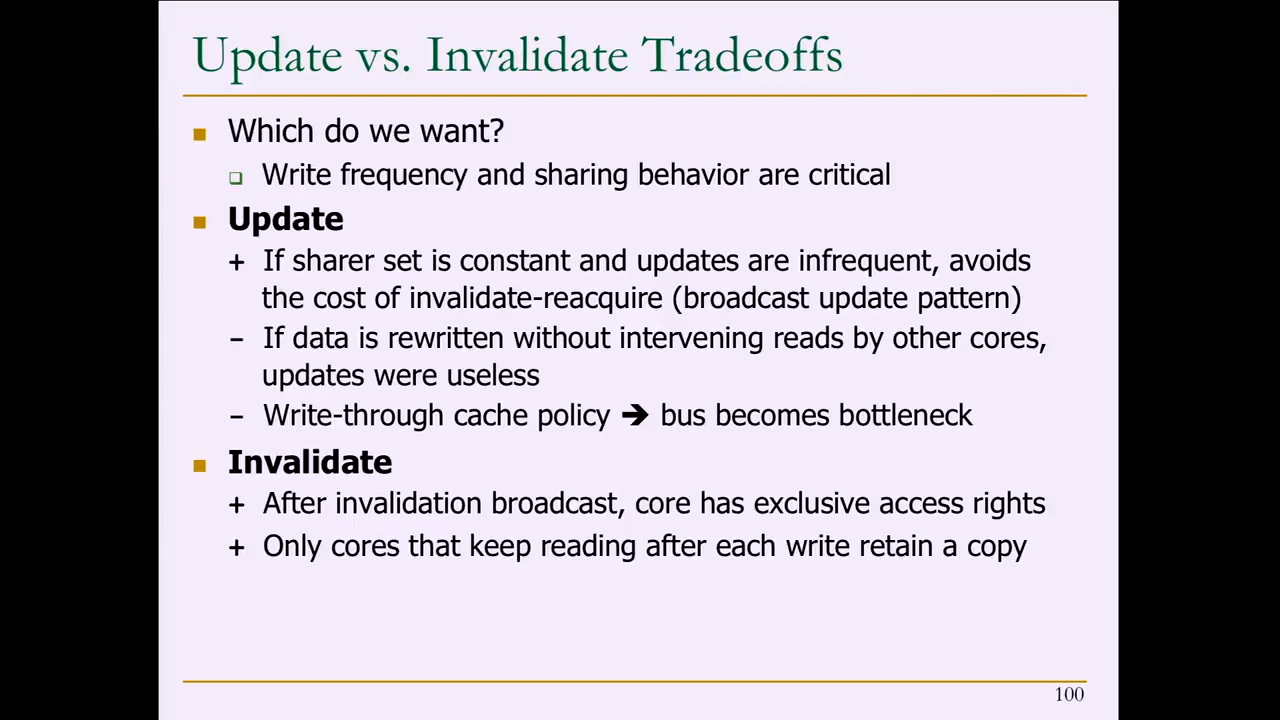 Update vs. Invalidate Tradeoffs
Which do we want?
Write frequency and sharing behavior are critical
Update
+ If sharer set is constant and updates are infrequent, avoids
the cost of invalidate-reacquire (broadcast update pattern)
– If data is rewritten without intervening reads by other cores,
updates were useless
– Write-through cache policy ➔ bus becomes bottleneck
Invalidate
+ After invalidation broadcast, core has exclusive access rights
+ Only cores that keep reading after each write retain a copy
100